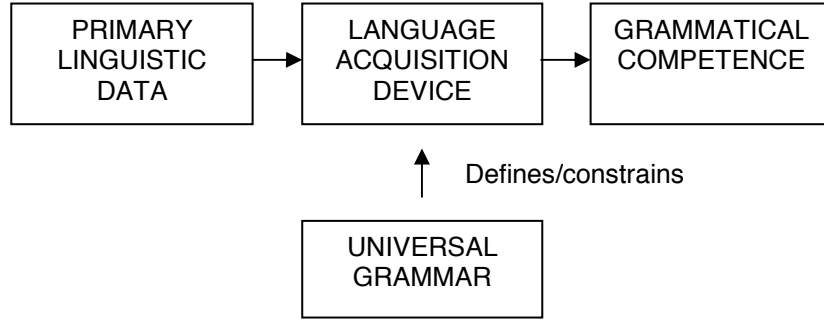 PRIMARY
LINGUISTIC
DATA
LANGUAGE
ACQUISITION
DEVICE
GRAMMATICAL
COMPETENCE
Defines/constrains
UNIVERSAL
GRAMMAR